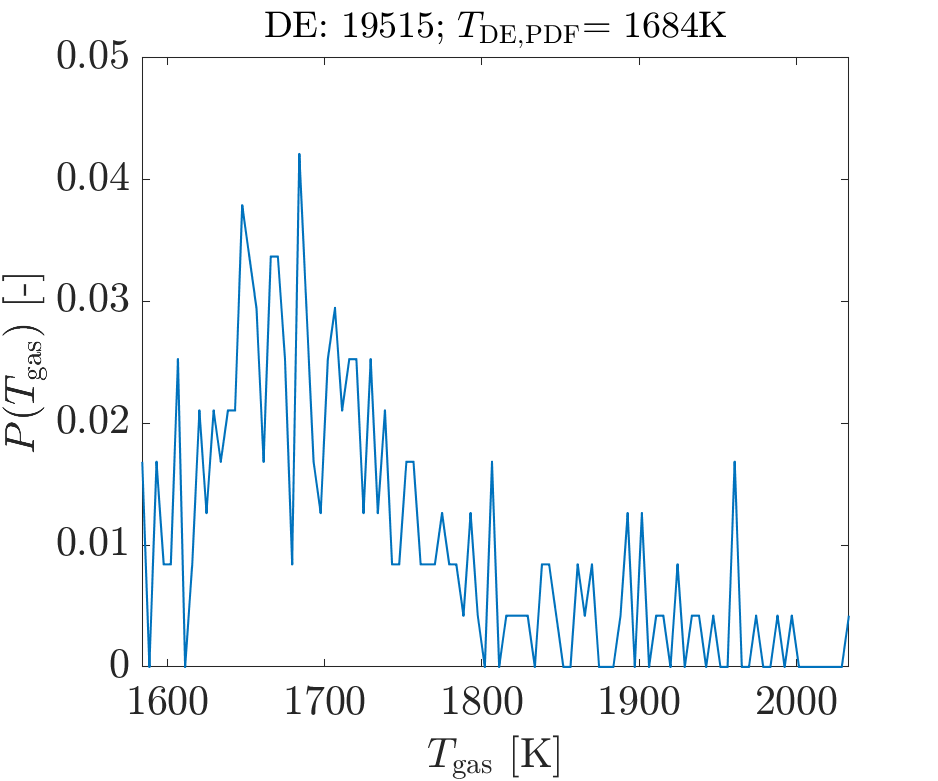 DE: 19515; T_DE,PDF= 1684K
0.05
0.04
0.03
0.02
0.01
0
P(T_gas) [-]
1600 1700 1800 1900 2000
T_gas [K]